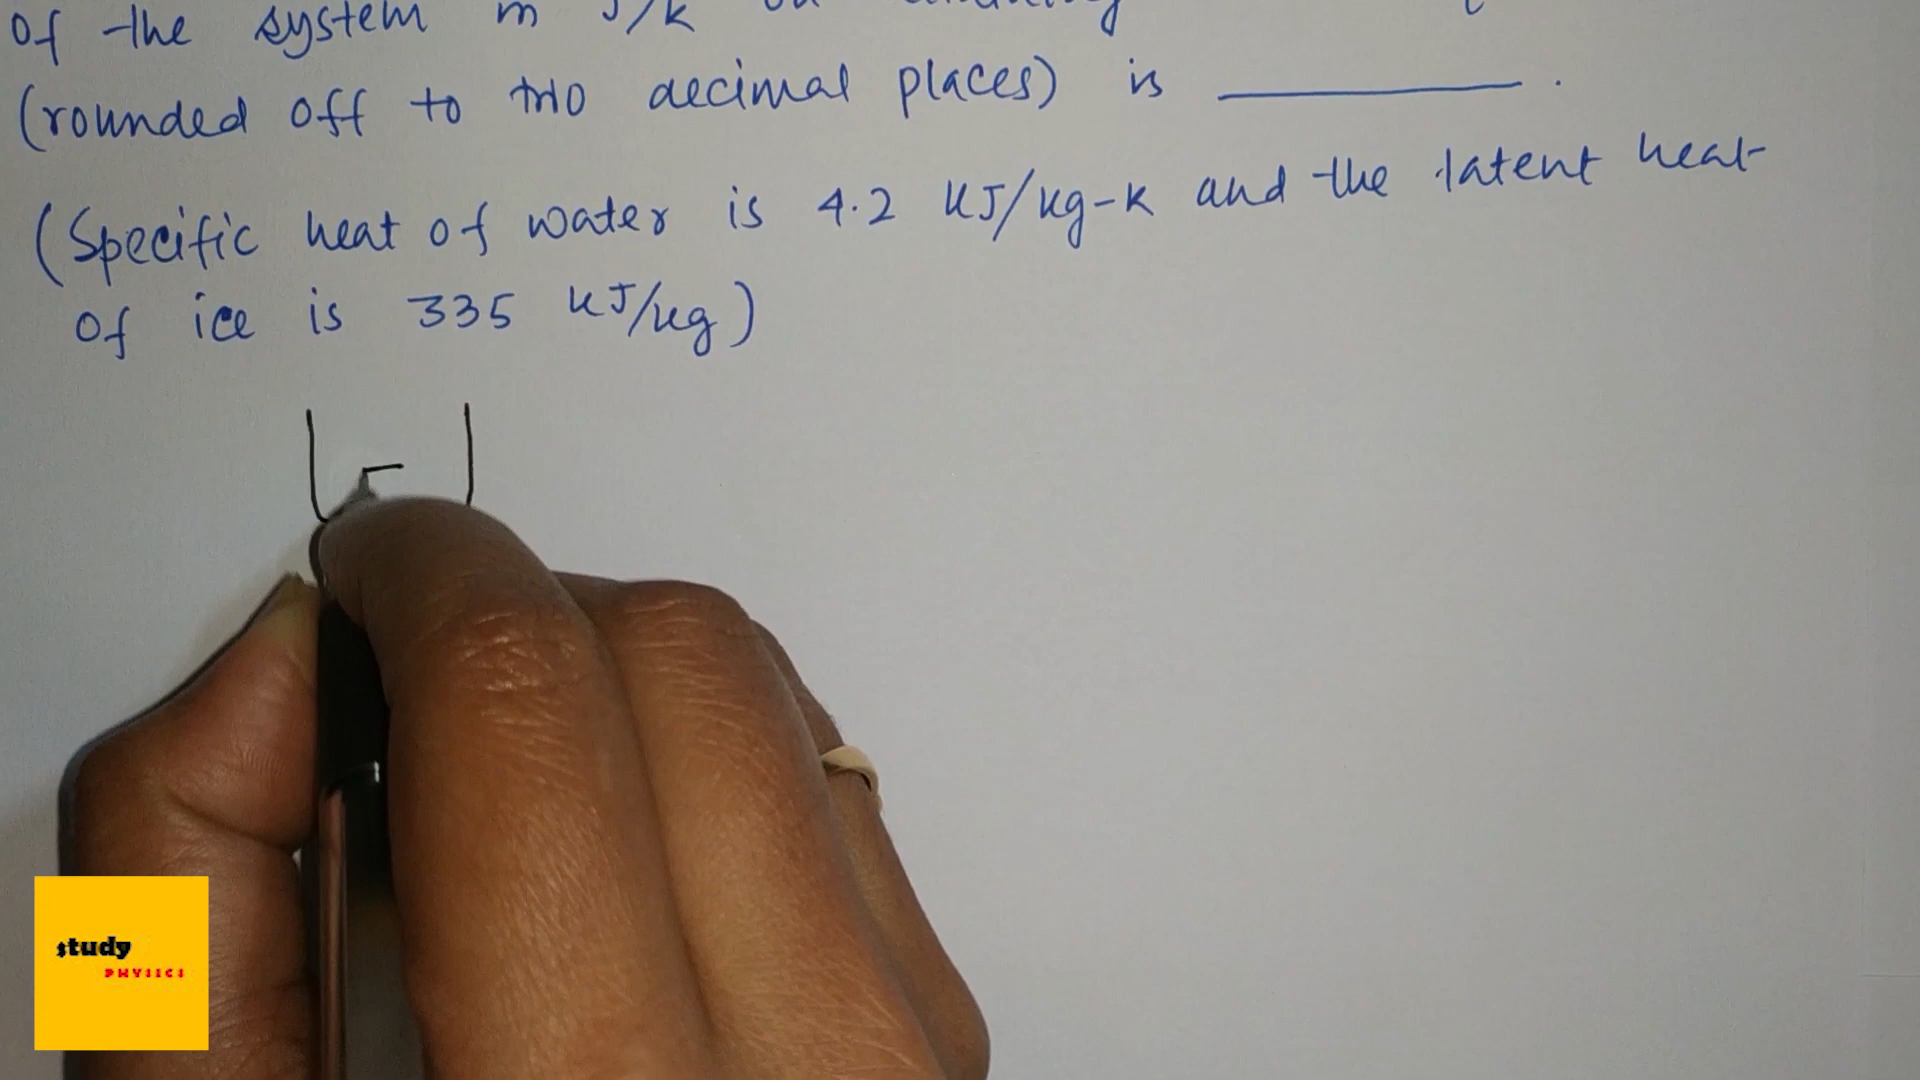 of the system in J/K on
(rounded off to two decimal places) is ________ .
(Specific heat of water is 4.2 kJ/kg-K and the latent heat
of ice is 335 kJ/kg)
study
PHYSICS